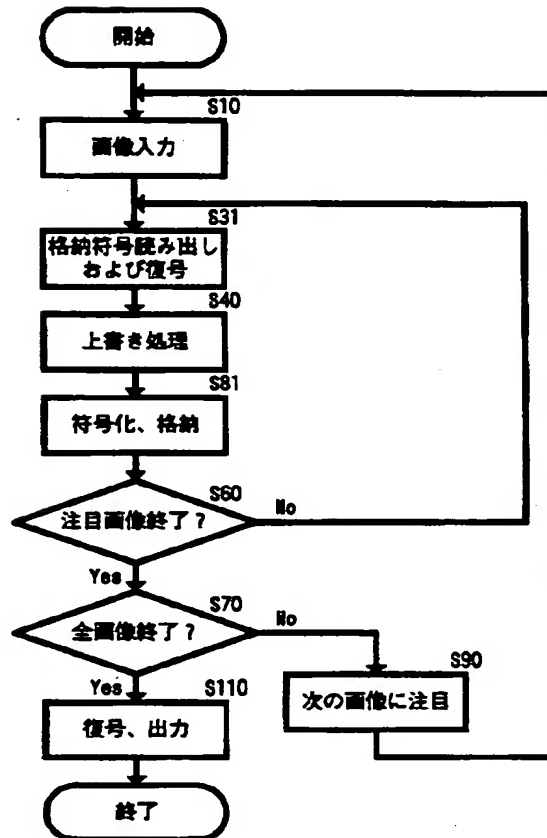 開始
S10
画像入力
S31
格納符号読み出し
および復号
S40
上書き処理
S81
符号化、格納
S60
注目画像終了？
No
Yes
S70
全画像終了？
No
S90
次の画像に注目
Yes
S110
復号、出力
終了